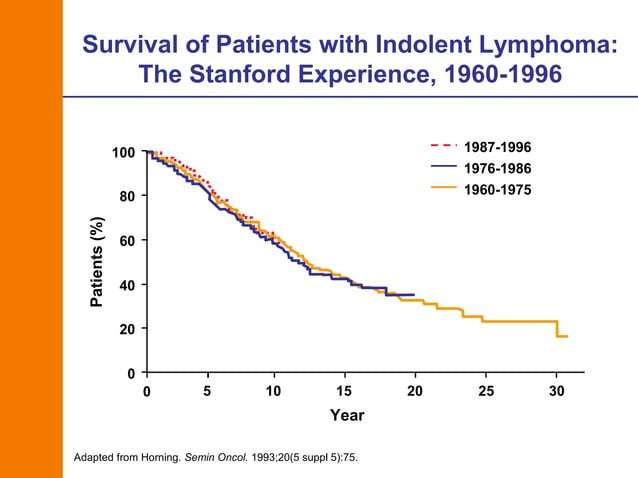 Survival of Patients with Indolent Lymphoma:
The Stanford Experience, 1960-1996
1987-1996
1976-1986
1960-1975
Patients (%)
100
80
60
40
20
0
0 5 10 15 20 25 30
Year
Adapted from Horning. Semin Oncol. 1993;20(5 suppl 5):75.